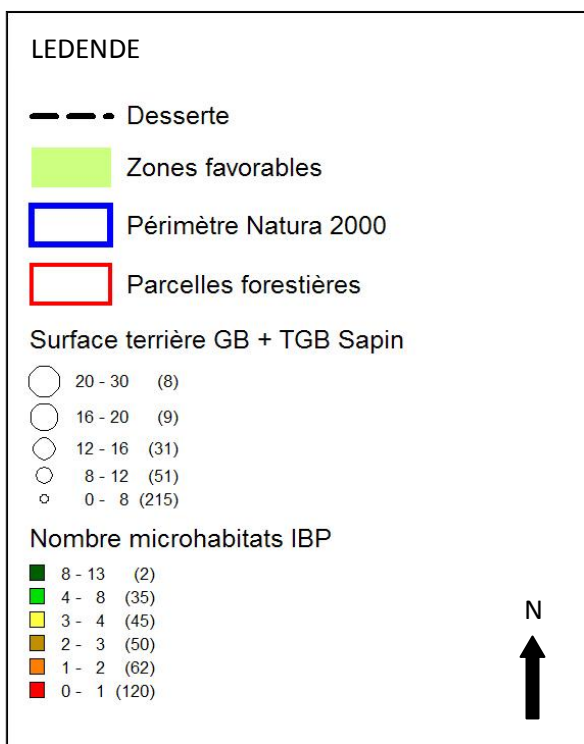 LEDENDE
Desserte
Zones favorables
Périmètre Natura 2000
Parcelles forestières
Surface terrière GB + TGB Sapin
20 - 30 (8)
16 - 20 (9)
12 - 16 (31)
8 - 12 (51)
0 - 8 (215)
Nombre microhabitats IBP
8 - 13 (2)
4 - 8 (35)
3 - 4 (45)
2 - 3 (50)
1 - 2 (62)
0 - 1 (120)
N